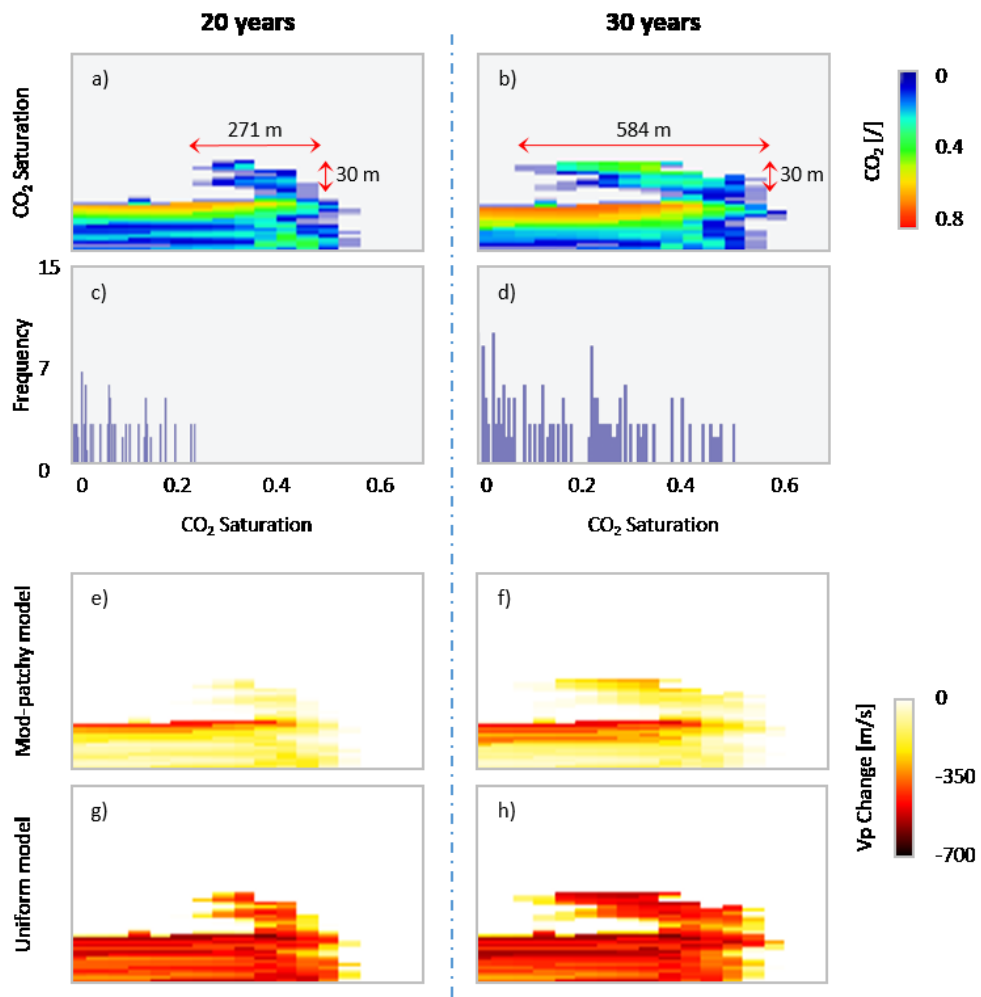 20 years
30 years
CO₂ Saturation
a)
271 m
30 m
b)
584 m
30 m
CO₂ [/]
0
0.4
0.8
Frequency
15
7
0
c)
d)
0 0.2 0.4 0.6
0 0.2 0.4 0.6
CO₂ Saturation
CO₂ Saturation
Mod-patchy model
e)
f)
Vp Change [m/s]
0
-350
-700
Uniform model
g)
h)